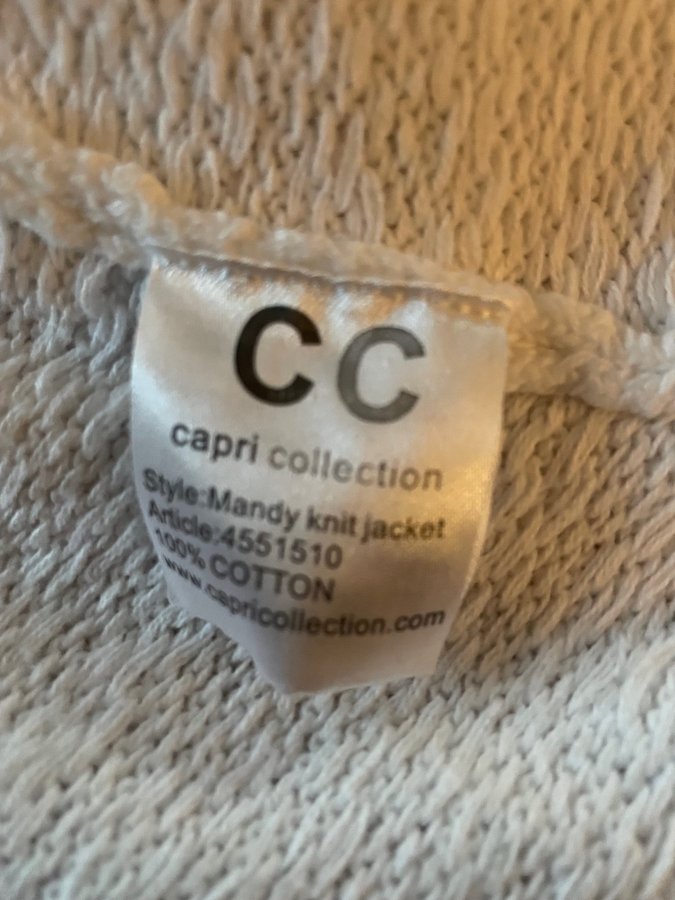 CC
capri collection
Style:Mandy knit jacket
Article:4551510
100% COTTON
www.capricollection.com